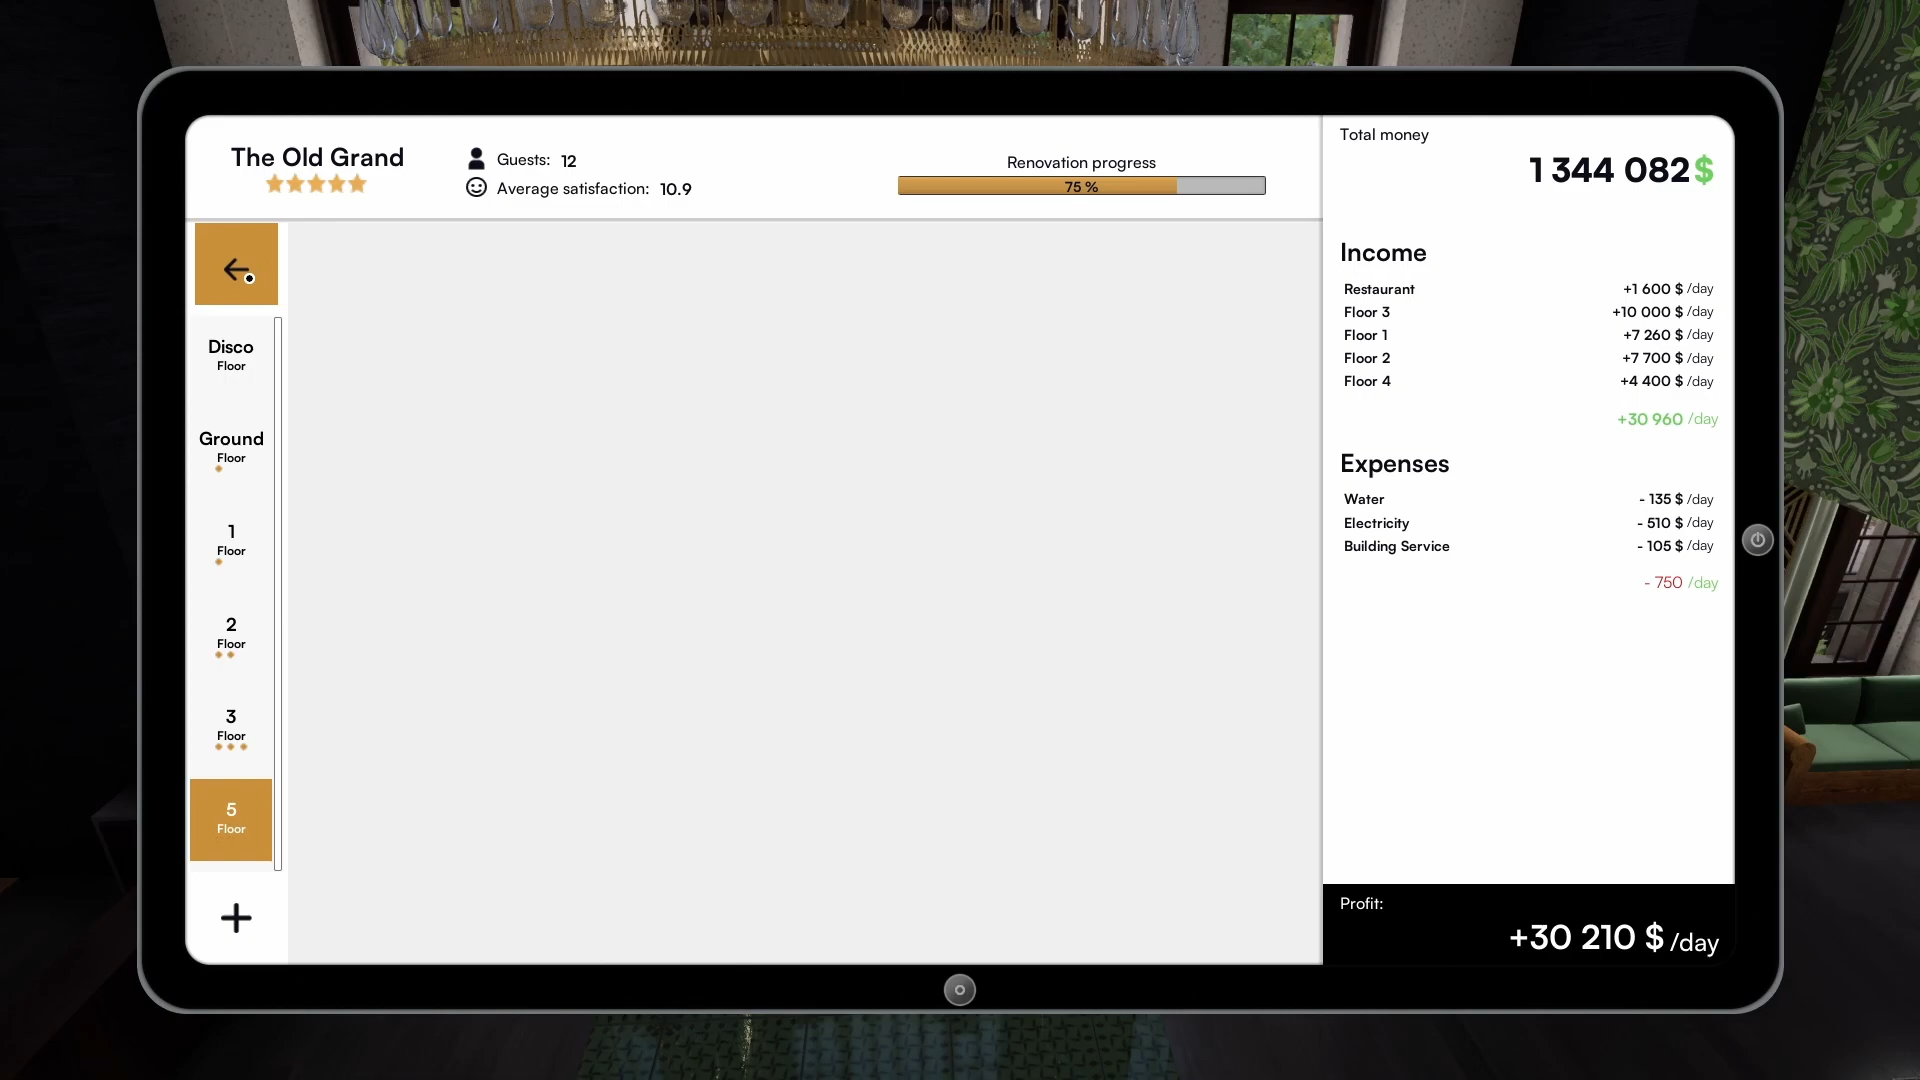 The Old Grand
Guests: 12
Average satisfaction: 10.9
Renovation progress
75 %
Disco
Floor
Ground
Floor
1
Floor
2
Floor
3
Floor
5
Floor
+
Total money
1 344 082 $
Income
Restaurant +1 600 $ /day
Floor 3 +10 000 $ /day
Floor 1 +7 260 $ /day
Floor 2 +7 700 $ /day
Floor 4 +4 400 $ /day
+30 960 /day
Expenses
Water - 135 $ /day
Electricity - 510 $ /day
Building Service - 105 $ /day
- 750 /day
Profit:
+30 210 $ /day